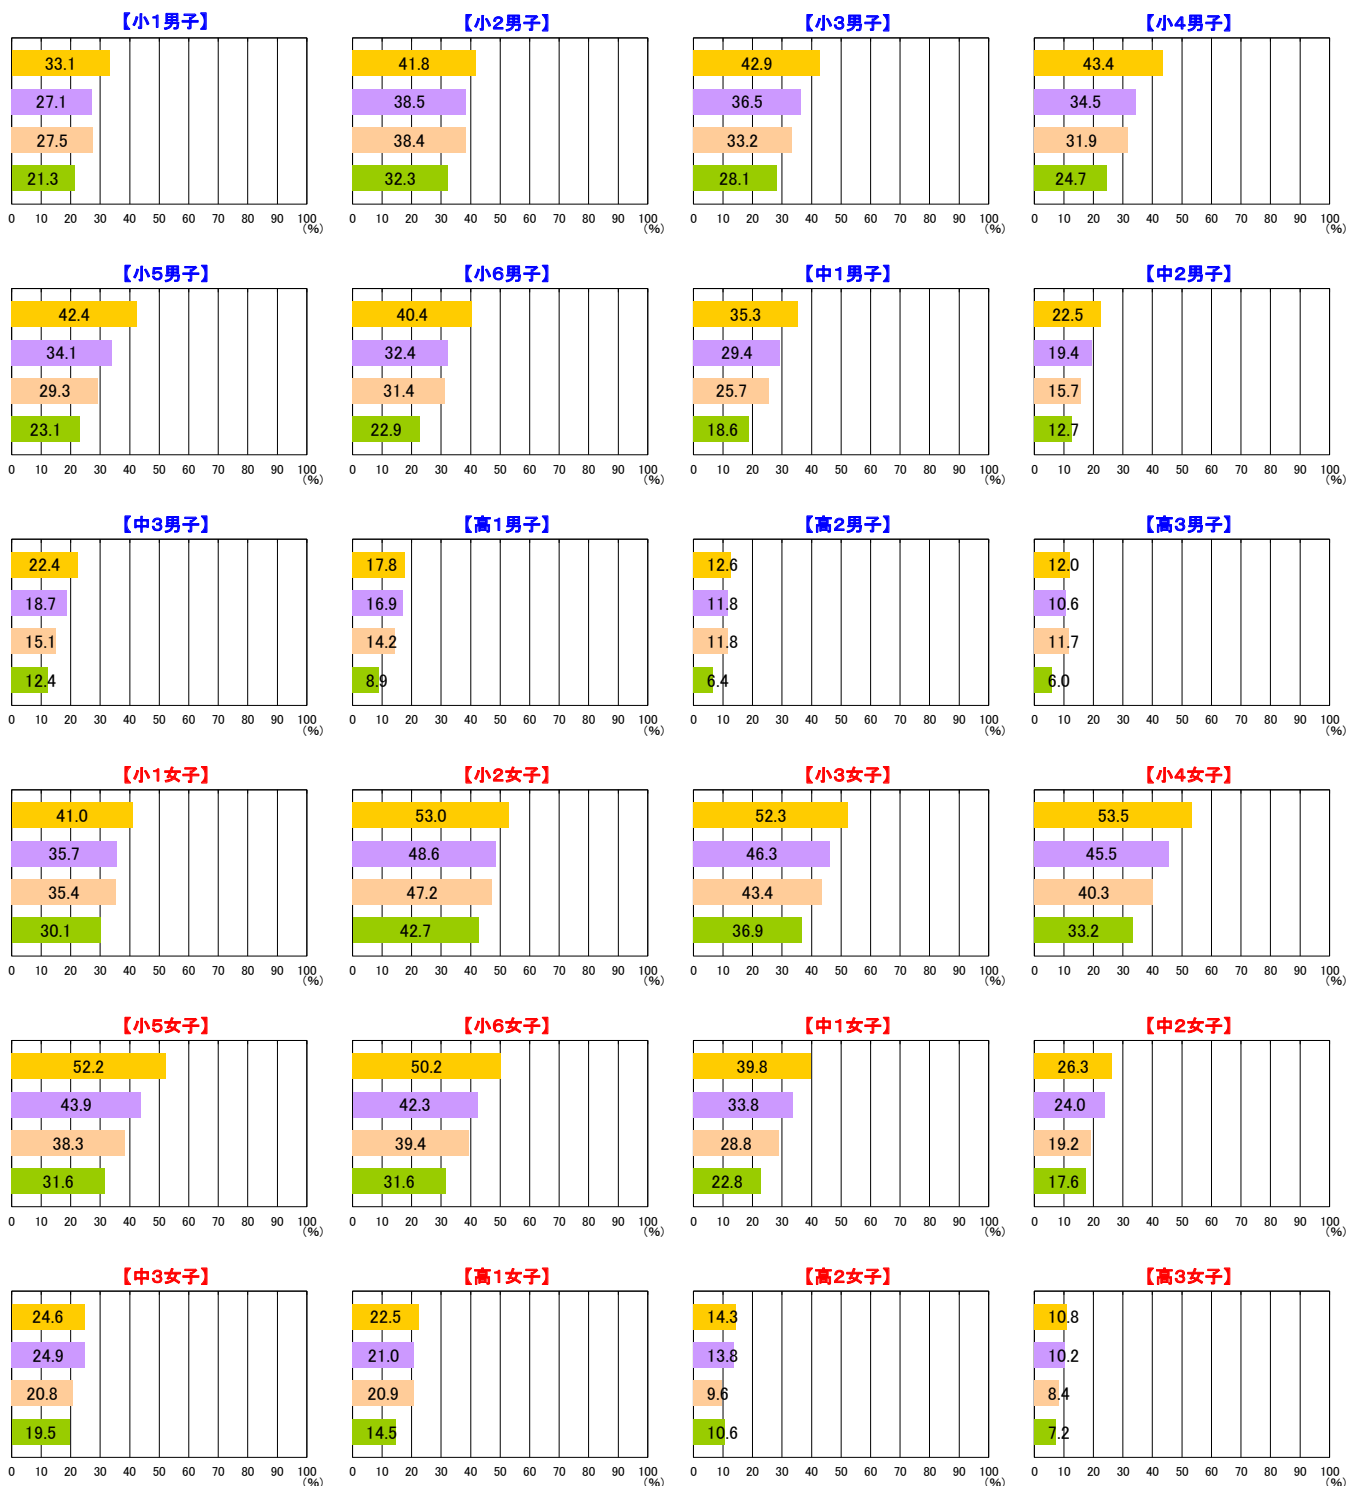 【小1男子】 【小2男子】 【小3男子】 【小4男子】
33.1 41.8 42.9 43.4
27.1 38.5 36.5 34.5
27.5 38.4 33.2 31.9
21.3 32.3 28.1 24.7
0 10 20 30 40 50 60 70 80 90 100 0 10 20 30 40 50 60 70 80 90 100 0 10 20 30 40 50 60 70 80 90 100 0 10 20 30 40 50 60 70 80 90 100
(%) (%) (%) (%)
【小5男子】 【小6男子】 【中1男子】 【中2男子】
42.4 40.4 35.3 22.5
34.1 32.4 29.4 19.4
29.3 31.4 25.7 15.7
23.1 22.9 18.6 12.7
0 10 20 30 40 50 60 70 80 90 100 0 10 20 30 40 50 60 70 80 90 100 0 10 20 30 40 50 60 70 80 90 100 0 10 20 30 40 50 60 70 80 90 100
(%) (%) (%) (%)
【中3男子】 【高1男子】 【高2男子】 【高3男子】
22.4 17.8 12.6 12.0
18.7 16.9 11.8 10.6
15.1 14.2 11.8 11.7
12.4 8.9 6.4 6.0
0 10 20 30 40 50 60 70 80 90 100 0 10 20 30 40 50 60 70 80 90 100 0 10 20 30 40 50 60 70 80 90 100 0 10 20 30 40 50 60 70 80 90 100
(%) (%) (%) (%)
【小1女子】 【小2女子】 【小3女子】 【小4女子】
41.0 53.0 52.3 53.5
35.7 48.6 46.3 45.5
35.4 47.2 43.4 40.3
30.1 42.7 36.9 33.2
0 10 20 30 40 50 60 70 80 90 100 0 10 20 30 40 50 60 70 80 90 100 0 10 20 30 40 50 60 70 80 90 100 0 10 20 30 40 50 60 70 80 90 100
(%) (%) (%) (%)
【小5女子】 【小6女子】 【中1女子】 【中2女子】
52.2 50.2 39.8 26.3
43.9 42.3 33.8 24.0
38.3 39.4 28.8 19.2
31.6 31.6 22.8 17.6
0 10 20 30 40 50 60 70 80 90 100 0 10 20 30 40 50 60 70 80 90 100 0 10 20 30 40 50 60 70 80 90 100 0 10 20 30 40 50 60 70 80 90 100
(%) (%) (%) (%)
【中3女子】 【高1女子】 【高2女子】 【高3女子】
24.6 22.5 14.3 10.8
24.9 21.0 13.8 10.2
20.8 20.9 9.6 8.4
19.5 14.5 10.6 7.2
0 10 20 30 40 50 60 70 80 90 100 0 10 20 30 40 50 60 70 80 90 100 0 10 20 30 40 50 60 70 80 90 100 0 10 20 30 40 50 60 70 80 90 100
(%) (%) (%) (%)